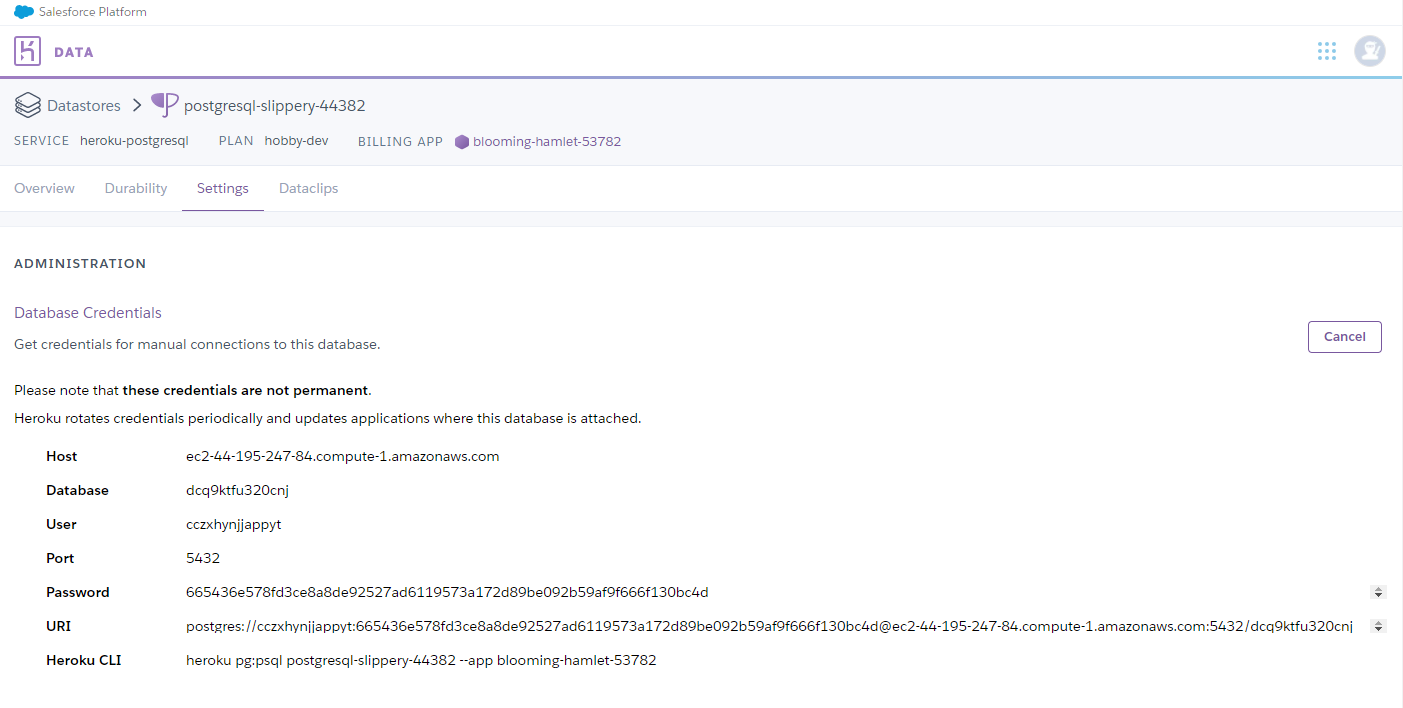 Salesforce Platform
DATA
Datastores > postgresql-slippery-44382
SERVICE heroku-postgresql PLAN hobby-dev BILLING APP blooming-hamlet-53782
Overview Durability Settings Dataclips
ADMINISTRATION
Database Credentials
Get credentials for manual connections to this database.
Cancel
Please note that these credentials are not permanent.
Heroku rotates credentials periodically and updates applications where this database is attached.
Host ec2-44-195-247-84.compute-1.amazonaws.com
Database dcq9ktfu320cnj
User cczxhynjjappyt
Port 5432
Password 665436e578fd3ce8a8de92527ad6119573a172d89be092b59af9f666f130bc4d
URI postgres://cczxhynjjappyt:665436e578fd3ce8a8de92527ad6119573a172d89be092b59af9f666f130bc4d@ec2-44-195-247-84.compute-1.amazonaws.com:5432/dcq9ktfu320cnj
Heroku CLI heroku pg:psql postgresql-slippery-44382 --app blooming-hamlet-53782